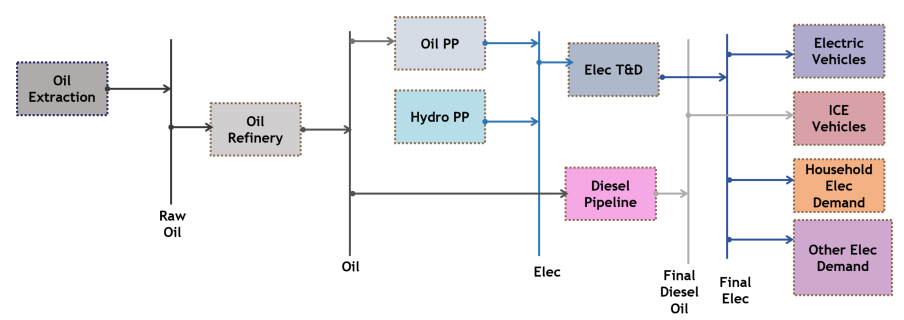 Oil
Extraction
Raw
Oil
Oil
Refinery
Oil
Oil PP
Hydro PP
Elec
Elec T&D
Diesel
Pipeline
Final
Diesel
Oil
Final
Elec
Electric
Vehicles
ICE
Vehicles
Household
Elec
Demand
Other Elec
Demand